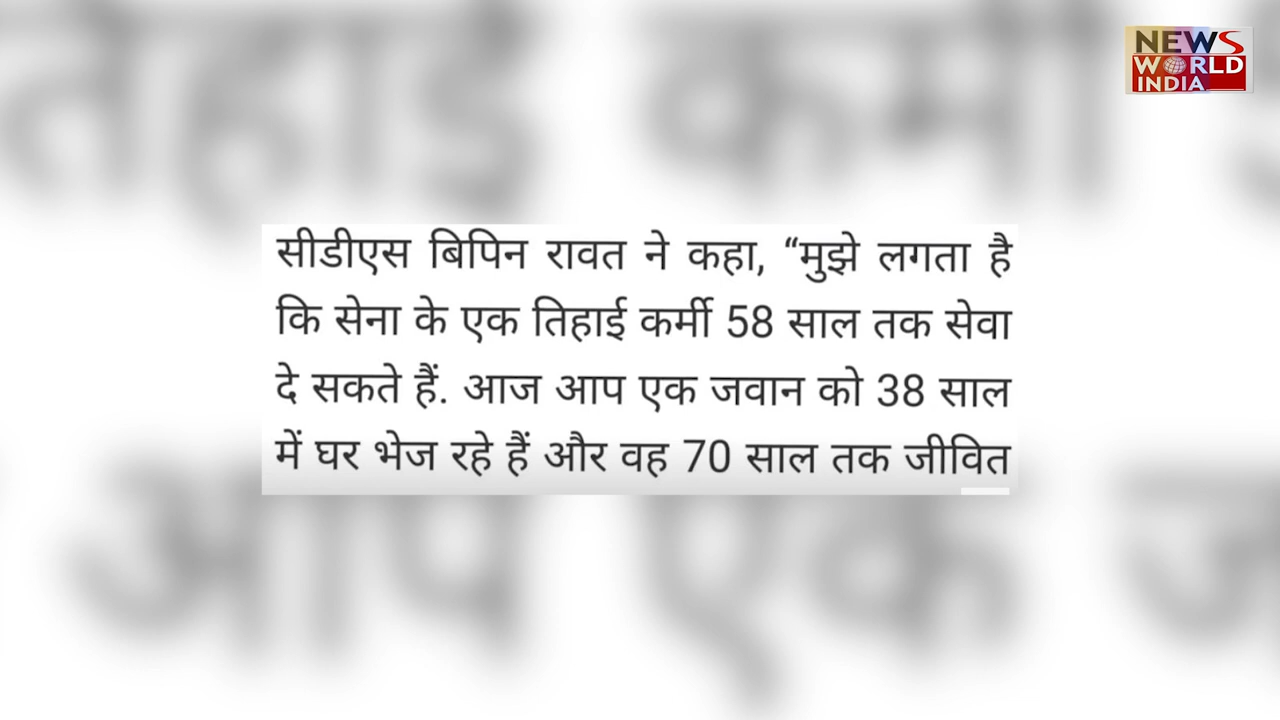 NEWS
WORLD
INDIA
सीडीएस बिपिन रावत ने कहा, “मुझे लगता है
कि सेना के एक तिहाई कर्मी 58 साल तक सेवा
दे सकते हैं. आज आप एक जवान को 38 साल
में घर भेज रहे हैं और वह 70 साल तक जीवित